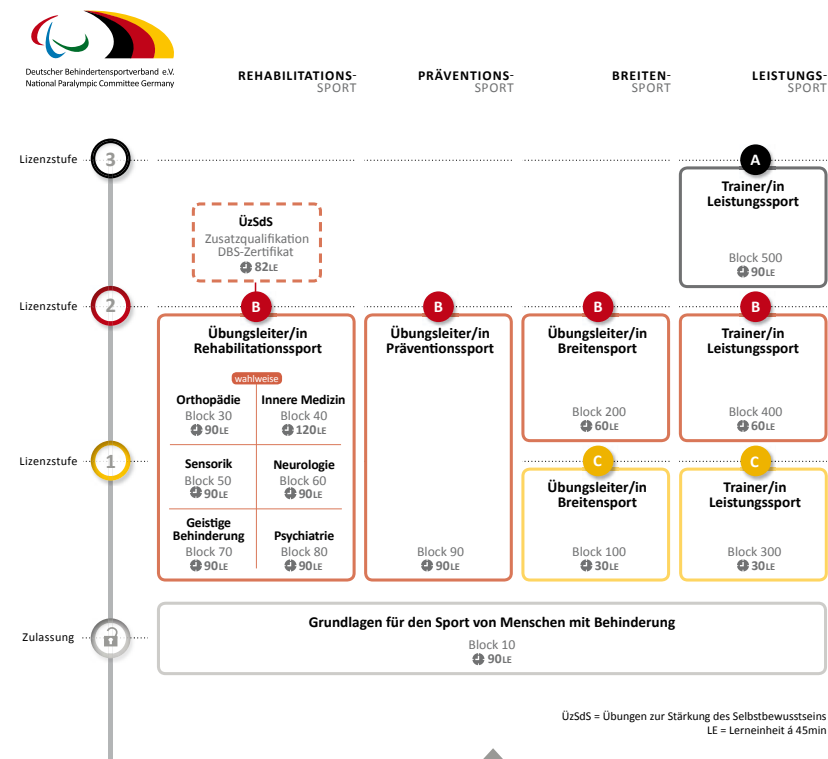 Deutscher Behindertensportverband e.V.
National Paralympic Committee Germany
REHABILITATIONS-
SPORT
PRÄVENTIONS-
SPORT
BREITEN-
SPORT
LEISTUNGS-
SPORT
Lizenzstufe
3
A
Trainer/in
Leistungssport
Block 500
90LE
ÜzSdS
Zusatzqualifikation
DBS-Zertifikat
82LE
Lizenzstufe
2
B
Übungsleiter/in
Rehabilitationssport
wahlweise
Orthopädie
Block 30
90LE
Innere Medizin
Block 40
120LE
Sensorik
Block 50
90LE
Neurologie
Block 60
90LE
Geistige
Behinderung
Block 70
90LE
Psychiatrie
Block 80
90LE
B
Übungsleiter/in
Präventionssport
Block 90
90LE
B
Übungsleiter/in
Breitensport
Block 200
60LE
B
Trainer/in
Leistungssport
Block 400
60LE
Lizenzstufe
1
C
Übungsleiter/in
Breitensport
Block 100
30LE
C
Trainer/in
Leistungssport
Block 300
30LE
Zulassung
Grundlagen für den Sport von Menschen mit Behinderung
Block 10
90LE
ÜzSdS = Übungen zur Stärkung des Selbstbewusstseins
LE = Lerneinheit á 45min